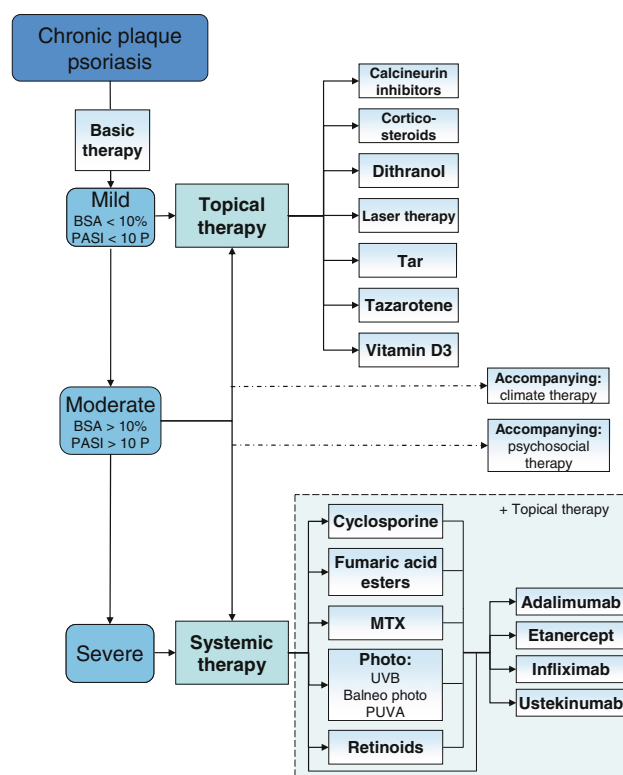 Chronic plaque
psoriasis
Basic
therapy
Mild
BSA < 10%
PASI < 10 P
Topical
therapy
Calcineurin
inhibitors
Cortico-
steroids
Dithranol
Laser therapy
Tar
Tazarotene
Vitamin D3
Accompanying:
climate therapy
Moderate
BSA > 10%
PASI > 10 P
Accompanying:
psychosocial
therapy
+ Topical therapy
Cyclosporine
Fumaric acid
esters
MTX
Photo:
UVB
Balneo photo
PUVA
Retinoids
Severe
Systemic
therapy
Adalimumab
Etanercept
Infliximab
Ustekinumab